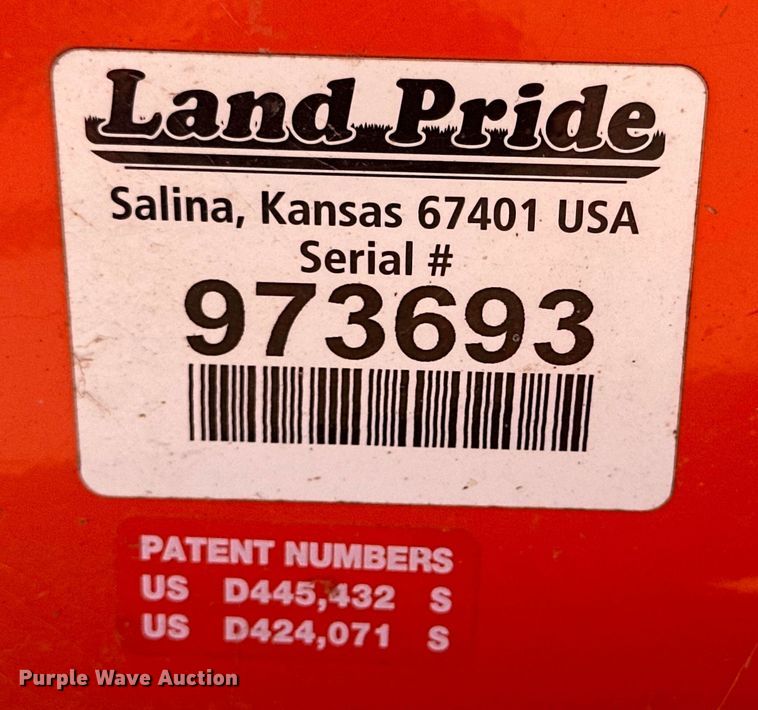 Land Pride
Salina, Kansas 67401 USA
Serial #
973693
PATENT NUMBERS
US D445,432 S
US D424,071 S
Purple Wave Auction